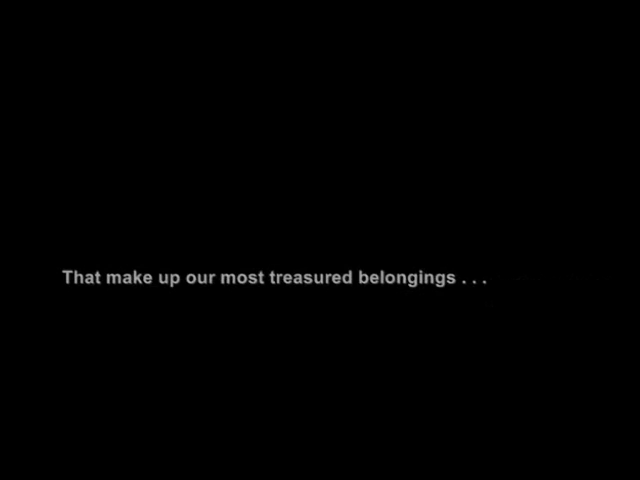 That make up our most treasured belongings . . .